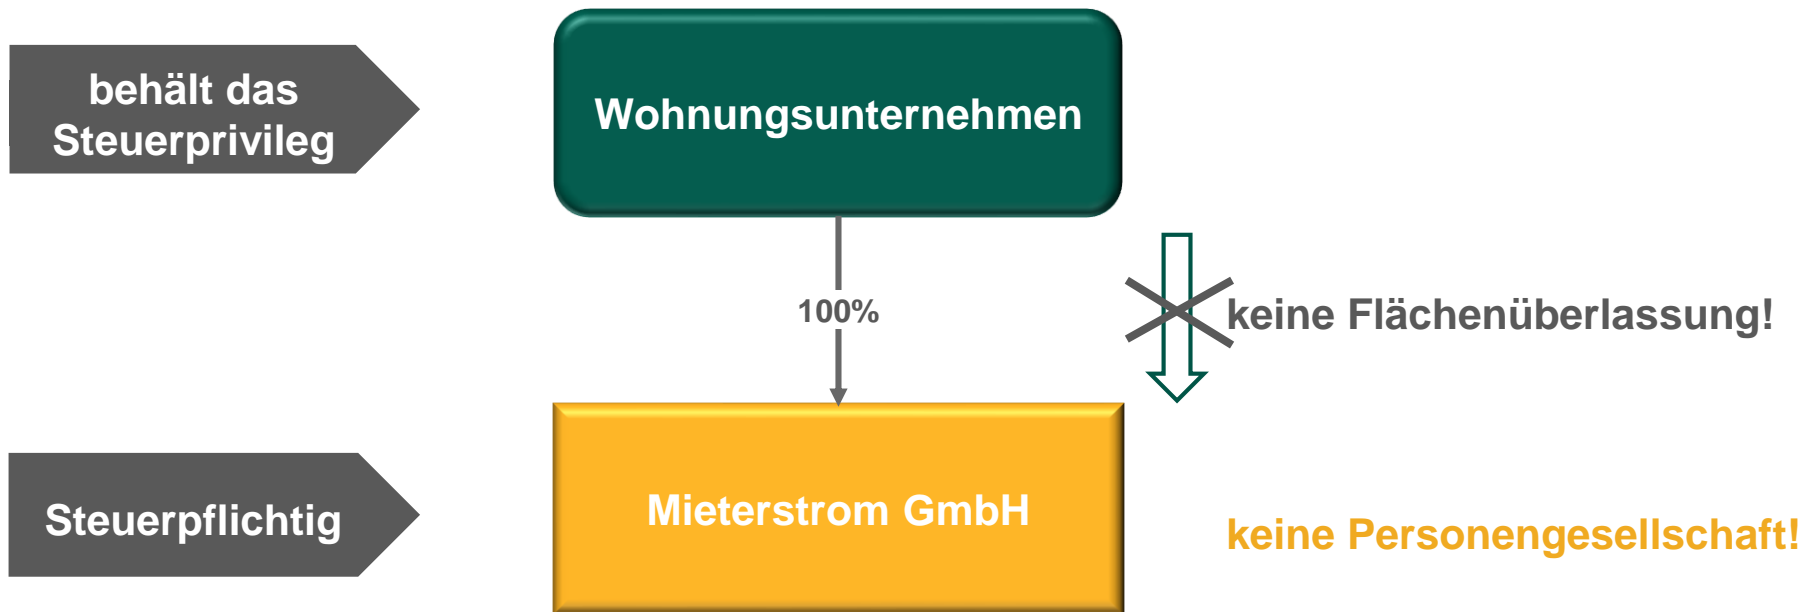 behält das
Steuerprivileg
Wohnungsunternehmen
100%
keine Flächenüberlassung!
Steuerpflichtig
Mieterstrom GmbH
keine Personengesellschaft!